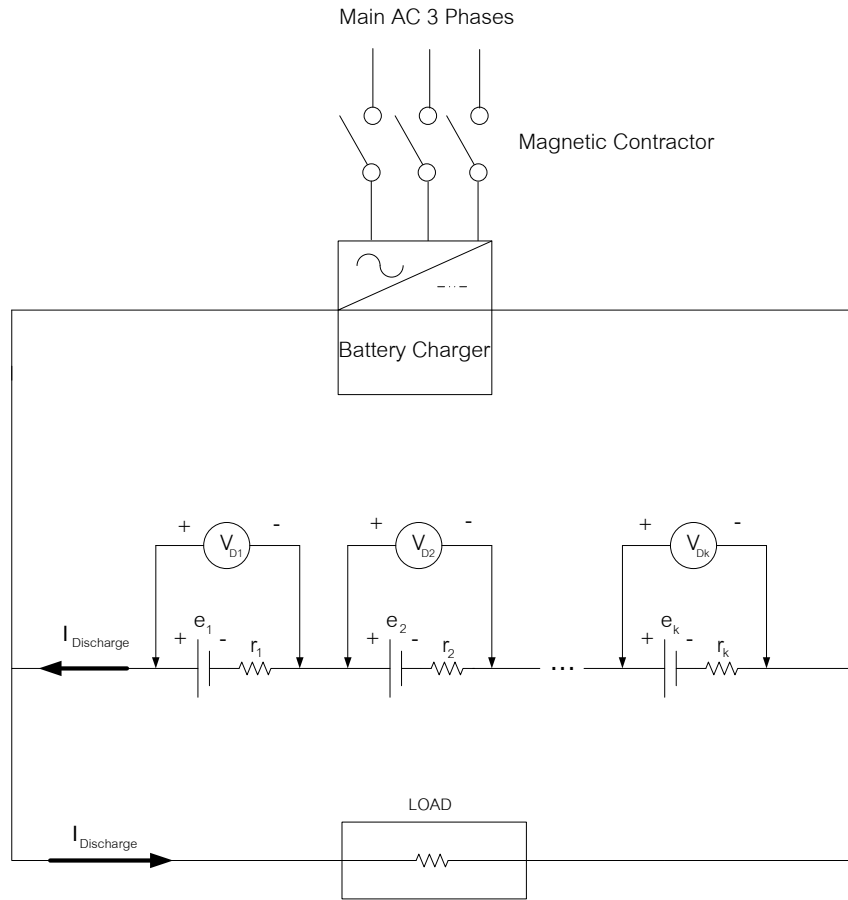 Main AC 3 Phases
Magnetic Contractor
Battery Charger
+ V_D1 -
+ V_D2 -
+ V_Dk -
I_Discharge
+ e_1 - r_1
+ e_2 - r_2
...
+ e_k - r_k
LOAD
I_Discharge